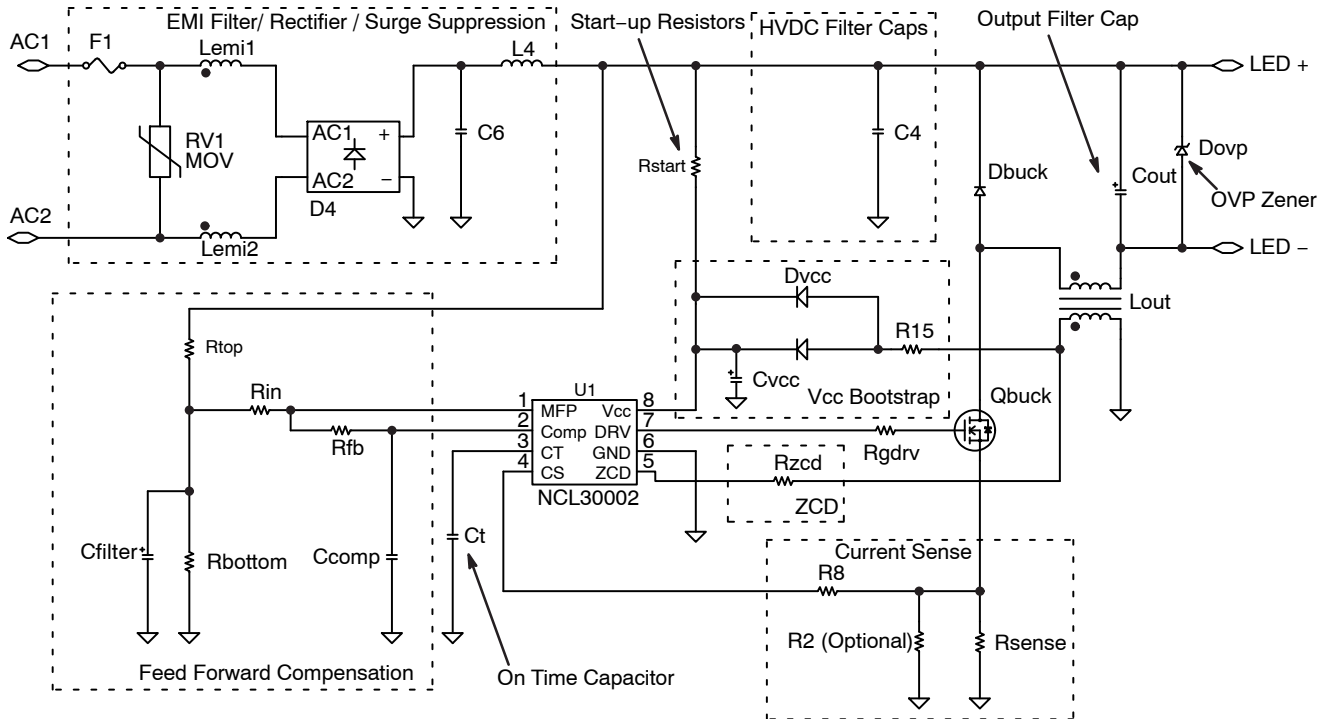 EMI Filter/ Rectifier / Surge Suppression
Start−up Resistors
HVDC Filter Caps
Output Filter Cap
AC1
F1
Lemi1
L4
LED +
RV1
MOV
AC1
+
AC2
−
D4
C6
Rstart
C4
Dbuck
Cout
Dovp
OVP Zener
AC2
Lemi2
LED −
Dvcc
Lout
R15
Cvcc
Vcc Bootstrap
Rtop
Rin
Rfb
U1
1 MFP Vcc 8
2 Comp DRV 7
3 CT GND 6
4 CS ZCD 5
NCL30002
Qbuck
Rgdrv
Rzcd
ZCD
Cfilter
Rbottom
Ccomp
Ct
Current Sense
R8
R2 (Optional)
Rsense
Feed Forward Compensation
On Time Capacitor